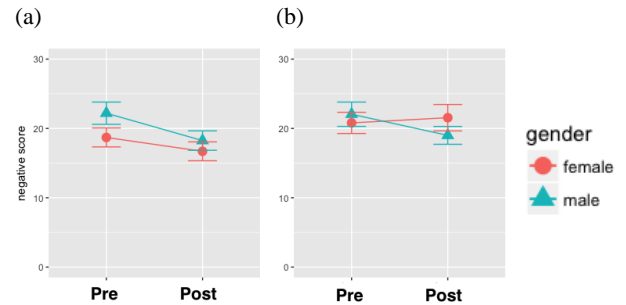 (a)
(b)
negative score
30
20
10
0
Pre
Post
30
20
10
0
Pre
Post
gender
female
male